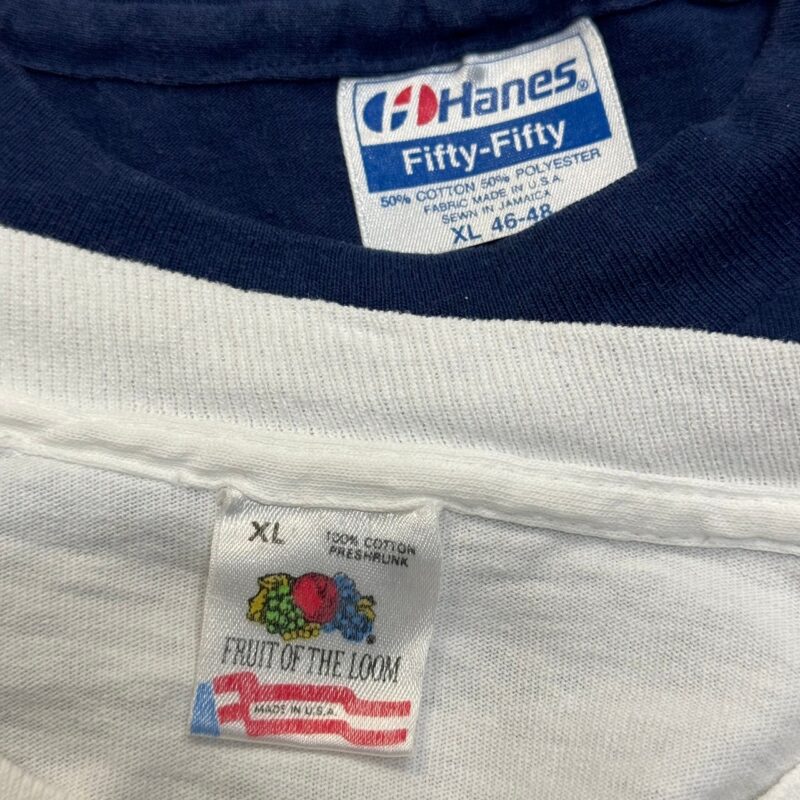 Hanes®
Fifty-Fifty
50% COTTON 50% POLYESTER
FABRIC MADE IN U.S.A.
SEWN IN JAMAICA
XL 46-48
XL
100% COTTON
PRESHRUNK
®
FRUIT OF THE LOOM
MADE IN U.S.A.